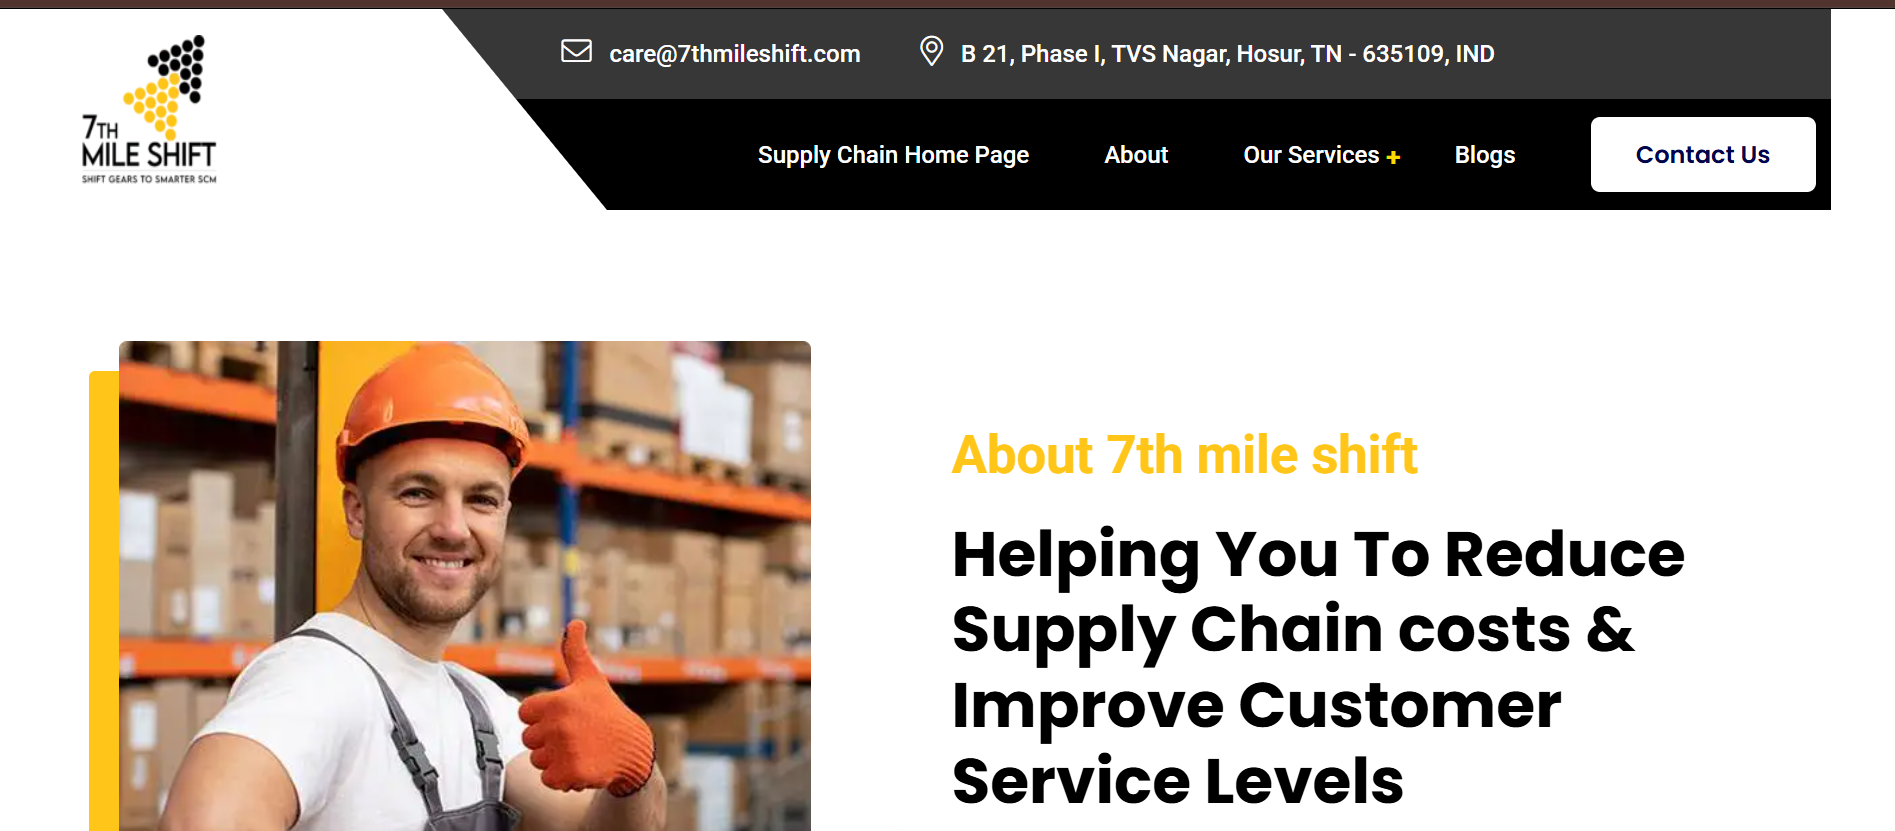 7TH
MILE SHIFT
SHIFT GEARS TO SMARTER SCM
care@7thmileshift.com
B 21, Phase I, TVS Nagar, Hosur, TN - 635109, IND
Supply Chain Home Page
About
Our Services +
Blogs
Contact Us
About 7th mile shift
Helping You To Reduce
Supply Chain costs &
Improve Customer
Service Levels